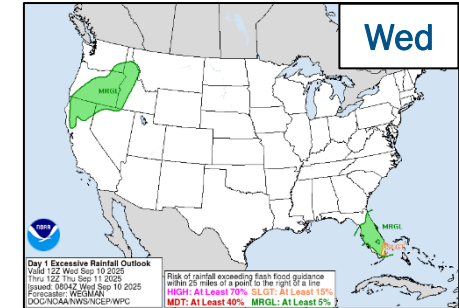 Wed
MRGL
MRGL
SLGT
NOAA
Day 1 Excessive Rainfall Outlook
Valid 12Z Wed Sep 10 2025
Thru 12Z Thu Sep 11 2025
Issued: 0804Z Wed Sep 10 2025
Forecaster: WEGMAN
DOC/NOAA/NWS/NCEP/WPC
Risk of rainfall exceeding flash flood guidance
within 25 miles of a point to the right of a line
HIGH: At Least 70% SLGT: At Least 15%
MDT: At Least 40% MRGL: At Least 5%